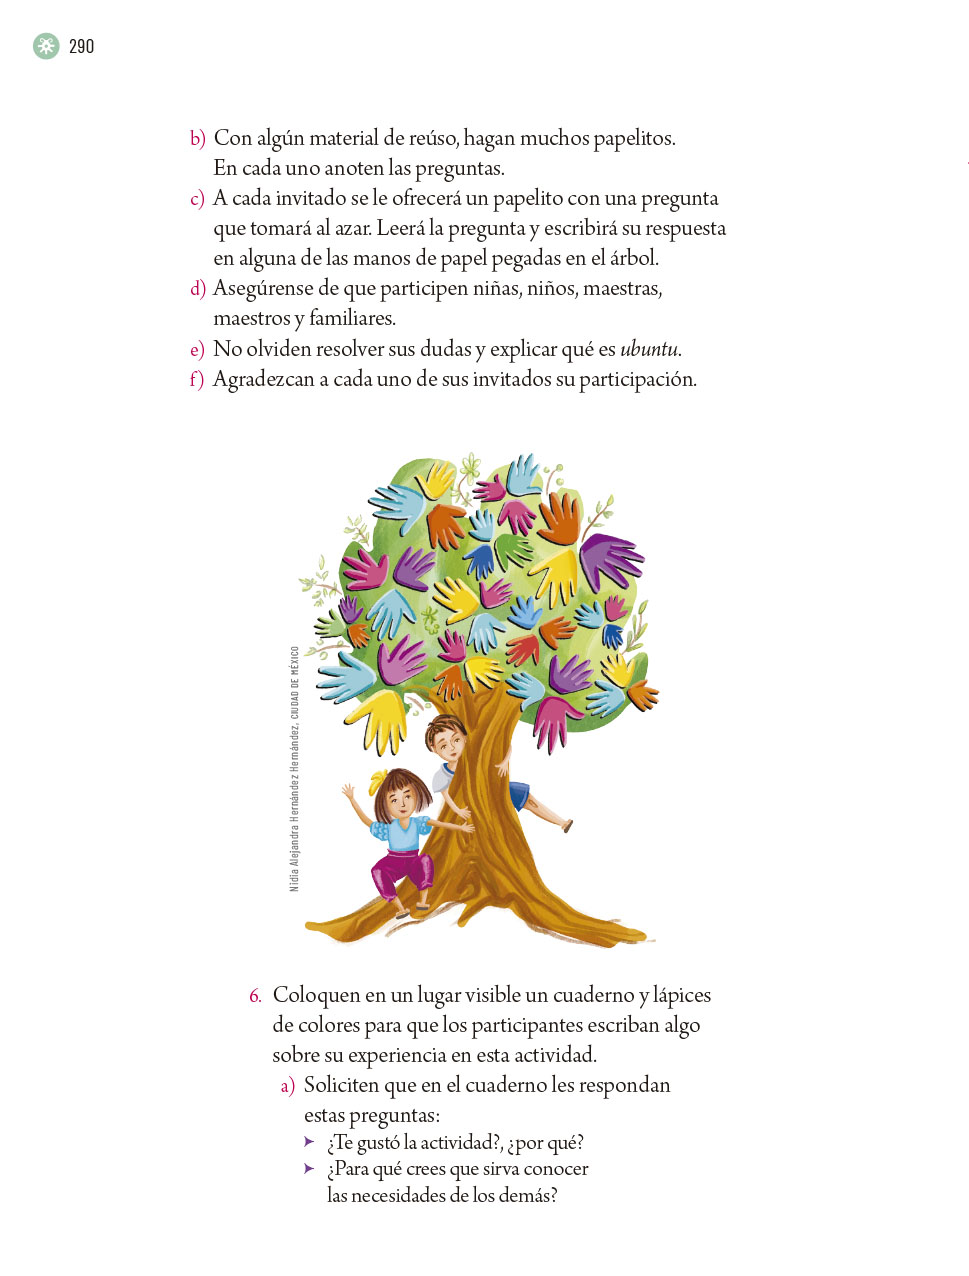 290
b) Con algún material de reúso, hagan muchos papelitos.
En cada uno anoten las preguntas.
c) A cada invitado se le ofrecerá un papelito con una pregunta
que tomará al azar. Leerá la pregunta y escribirá su respuesta
en alguna de las manos de papel pegadas en el árbol.
d) Asegúrense de que participen niñas, niños, maestras,
maestros y familiares.
e) No olviden resolver sus dudas y explicar qué es ubuntu.
f) Agradezcan a cada uno de sus invitados su participación.
Nidia Alejandra Hernández Hernández, CIUDAD DE MÉXICO
6. Coloquen en un lugar visible un cuaderno y lápices
de colores para que los participantes escriban algo
sobre su experiencia en esta actividad.
a) Soliciten que en el cuaderno les respondan
estas preguntas:
➤ ¿Te gustó la actividad?, ¿por qué?
➤ ¿Para qué crees que sirva conocer
las necesidades de los demás?